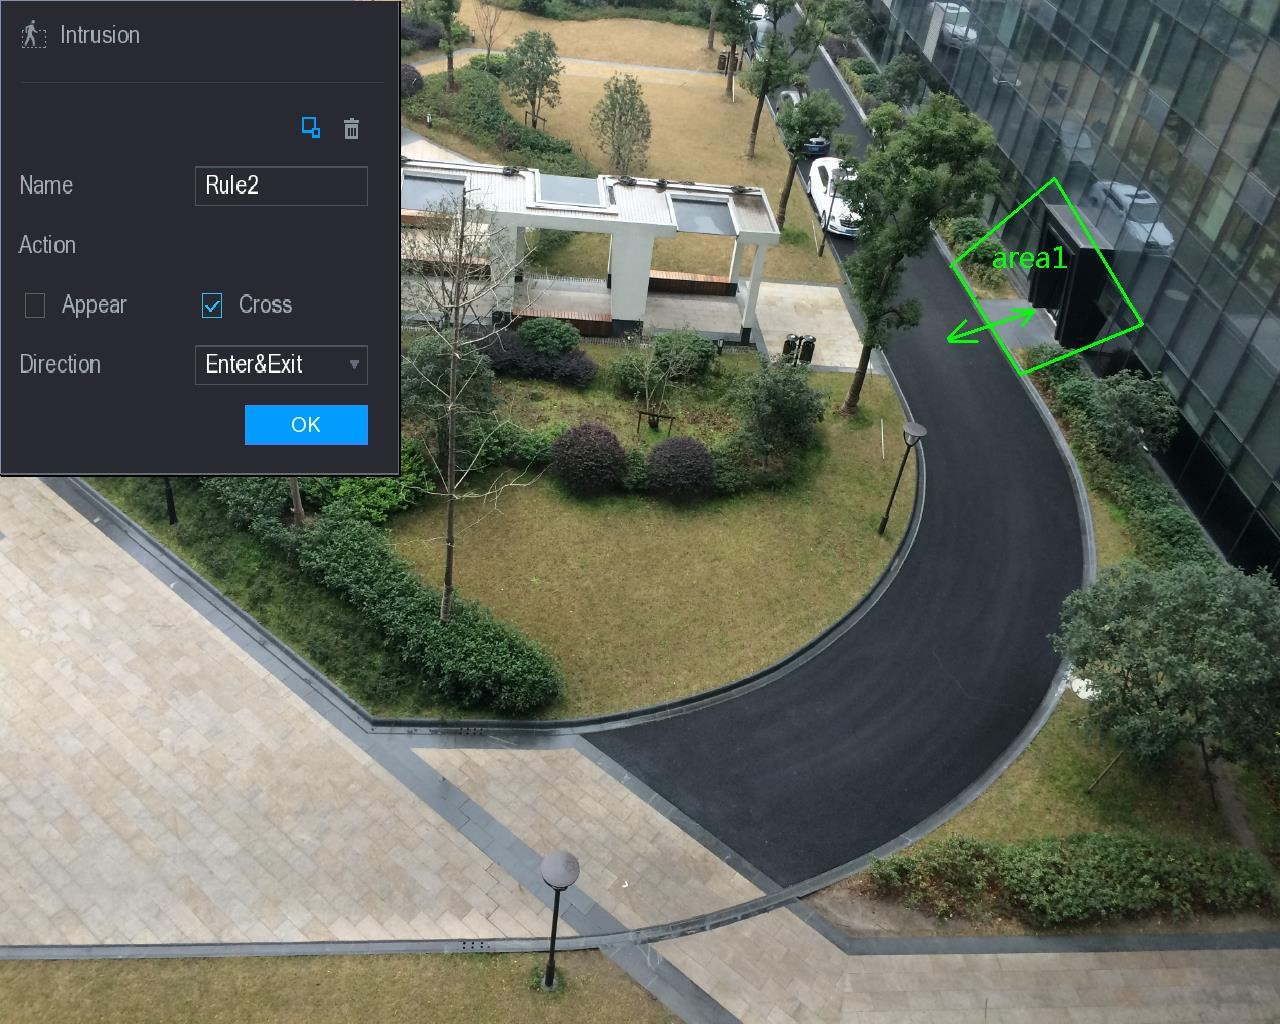 Intrusion
Name
Rule2
Action
Appear
Cross
Direction
Enter&Exit
OK
area1